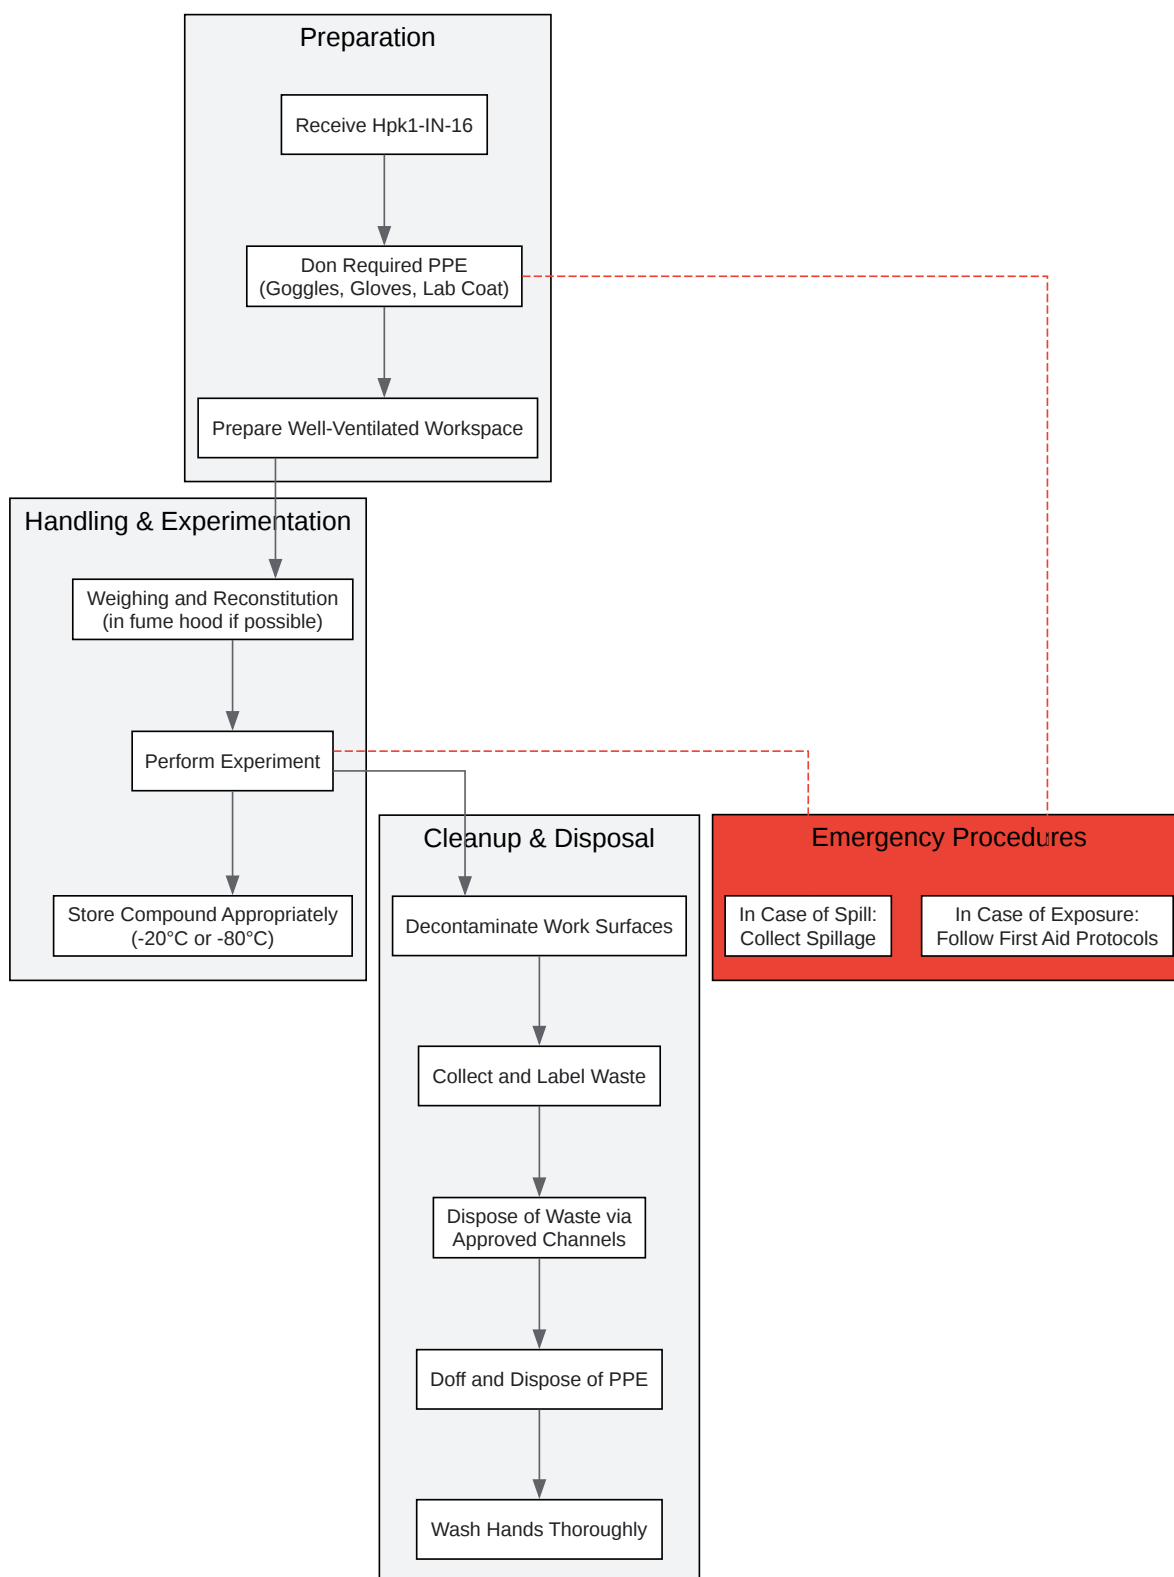 Preparation
Receive Hpk1-IN-16
Don Required PPE
(Goggles, Gloves, Lab Coat)
Prepare Well-Ventilated Workspace
Handling & Experimentation
Weighing and Reconstitution
(in fume hood if possible)
Perform Experiment
Store Compound Appropriately
(-20°C or -80°C)
Cleanup & Disposal
Decontaminate Work Surfaces
Collect and Label Waste
Dispose of Waste via
Approved Channels
Doff and Dispose of PPE
Wash Hands Thoroughly
Emergency Procedures
In Case of Spill:
Collect Spillage
In Case of Exposure:
Follow First Aid Protocols